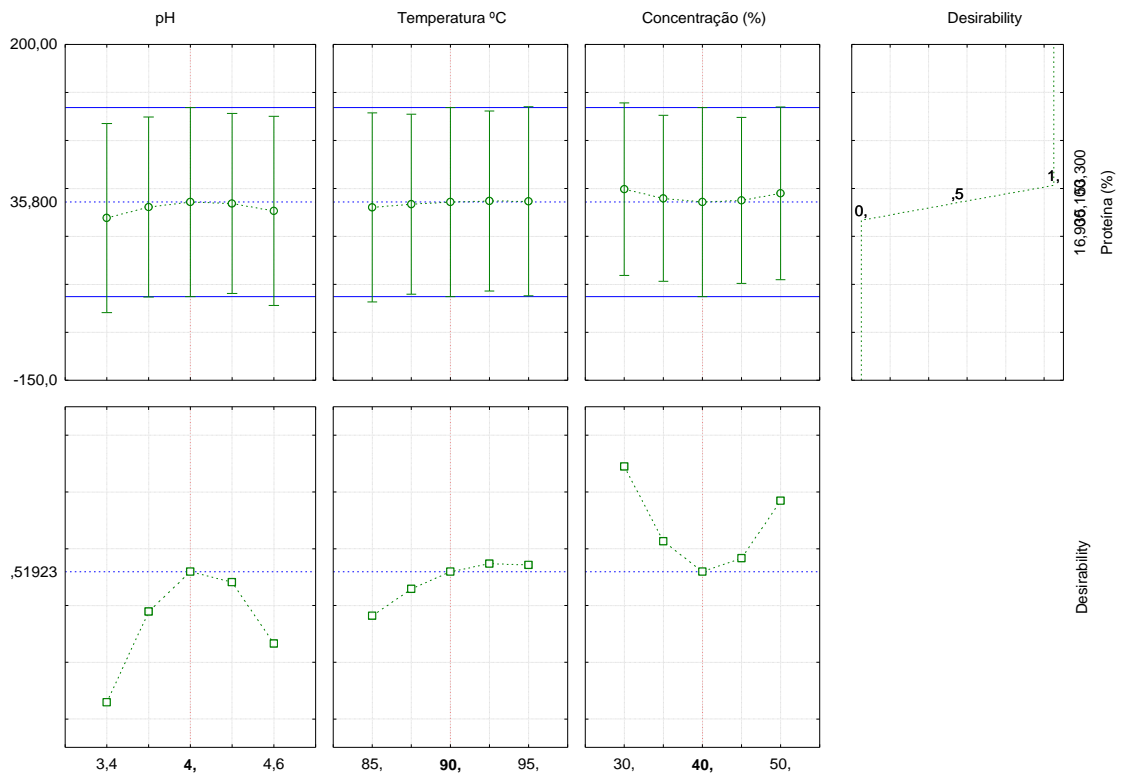 pH
Temperatura ºC
Concentração (%)
Desirability
200,00
35,800
-150,0
0,
,5
1,
Proteína (%)
,51923
Desirability
3,4
4,
4,6
85,
90,
95,
30,
40,
50,